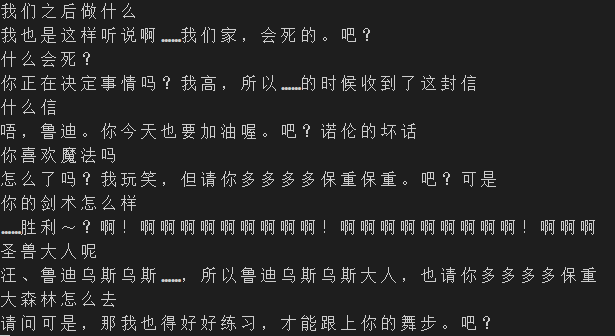 我们之后做什么
我也是这样听说啊……我们家，会死的。吧？
什么会死？
你正在决定事情吗？我高，所以……的时候收到了这封信
什么信
唔，鲁迪。你今天也要加油喔。吧？诺伦的坏话
你喜欢魔法吗
怎么了吗？我玩笑，但请你多多多多保重保重。吧？可是
你的剑术怎么样
……胜利～？啊！啊啊啊啊啊啊啊啊啊！啊啊啊啊啊啊啊啊啊！啊啊啊
圣兽大人呢
汪、鲁迪乌斯乌斯……，所以鲁迪乌斯乌斯大人，也请你多多多多保重
大森林怎么去
请问可是，那我也得好好练习，才能跟上你的舞步。吧？